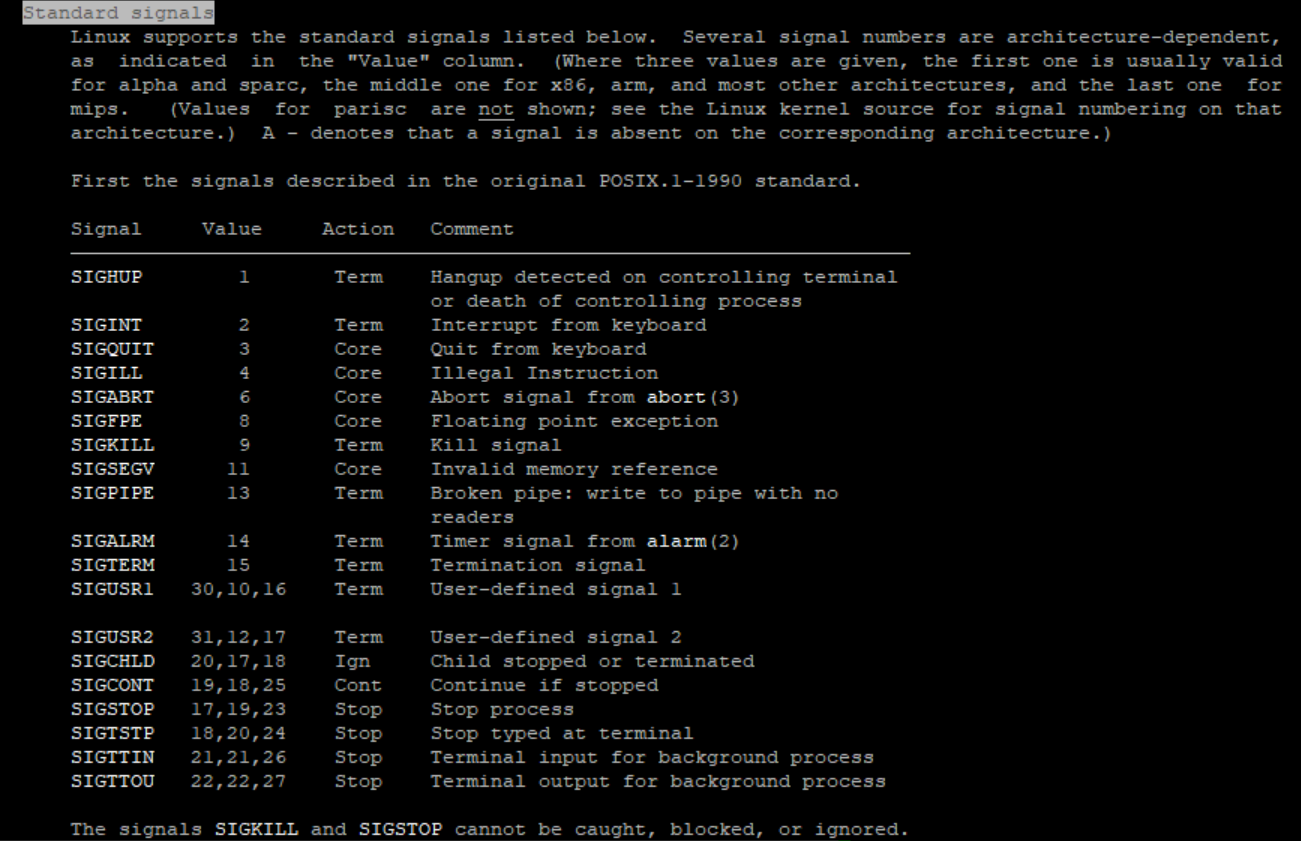 Standard signals
Linux supports the standard signals listed below.  Several signal numbers are architecture-dependent,
as  indicated  in  the "Value" column.  (Where three values are given, the first one is usually valid
for alpha and sparc, the middle one for x86, arm, and most other architectures, and the last one  for
mips.   (Values  for  parisc  are not shown; see the Linux kernel source for signal numbering on that
architecture.)  A - denotes that a signal is absent on the corresponding architecture.)
First the signals described in the original POSIX.1-1990 standard.
Signal     Value     Action   Comment
SIGHUP        1       Term    Hangup detected on controlling terminal
or death of controlling process
SIGINT        2       Term    Interrupt from keyboard
SIGQUIT       3       Core    Quit from keyboard
SIGILL        4       Core    Illegal Instruction
SIGABRT       6       Core    Abort signal from abort(3)
SIGFPE        8       Core    Floating point exception
SIGKILL       9       Term    Kill signal
SIGSEGV      11       Core    Invalid memory reference
SIGPIPE      13       Term    Broken pipe: write to pipe with no
readers
SIGALRM      14       Term    Timer signal from alarm(2)
SIGTERM      15       Term    Termination signal
SIGUSR1   30,10,16    Term    User-defined signal 1
SIGUSR2   31,12,17    Term    User-defined signal 2
SIGCHLD   20,17,18    Ign     Child stopped or terminated
SIGCONT   19,18,25    Cont    Continue if stopped
SIGSTOP   17,19,23    Stop    Stop process
SIGTSTP   18,20,24    Stop    Stop typed at terminal
SIGTTIN   21,21,26    Stop    Terminal input for background process
SIGTTOU   22,22,27    Stop    Terminal output for background process
The signals SIGKILL and SIGSTOP cannot be caught, blocked, or ignored.